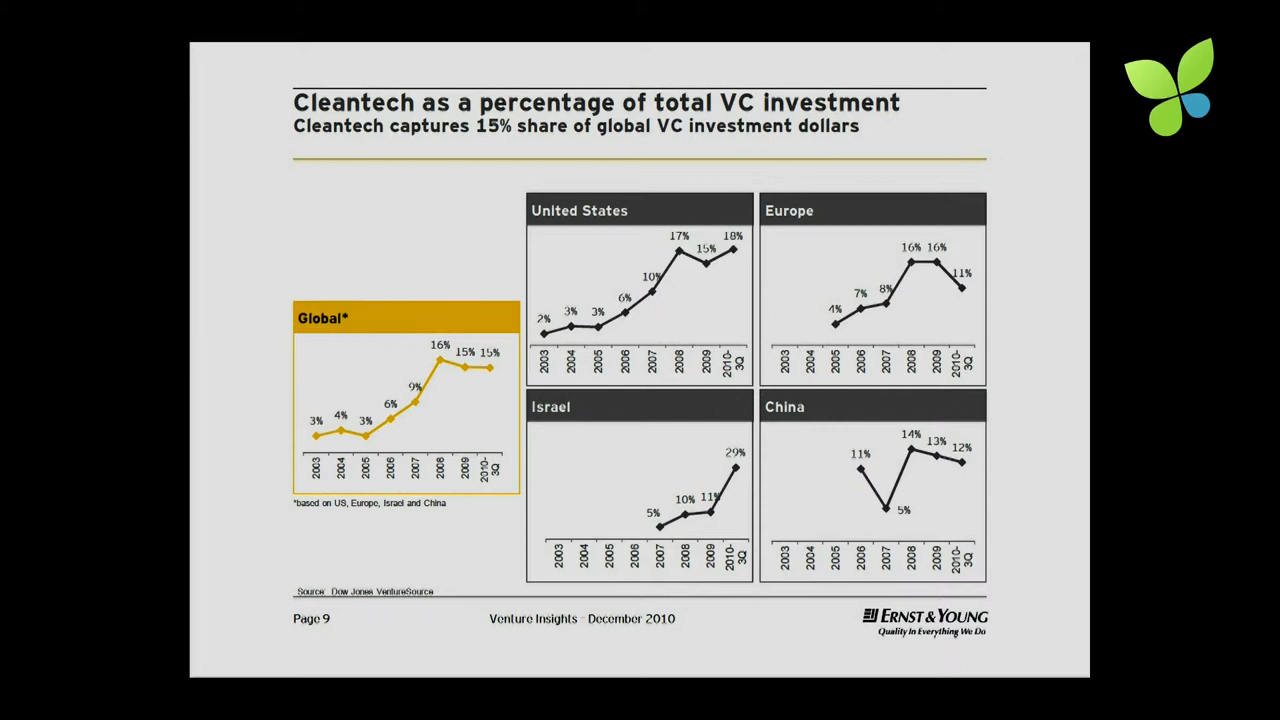 Cleantech as a percentage of total VC investment
Cleantech captures 15% share of global VC investment dollars
Global*
3% 4% 3% 6% 9% 16% 15% 15%
2003 2004 2005 2006 2007 2008 2009 2010-3Q
*based on US, Europe, Israel and China
United States
2% 3% 3% 6% 10% 17% 15% 18%
2003 2004 2005 2006 2007 2008 2009 2010-3Q
Europe
4% 7% 8% 16% 16% 11%
2003 2004 2005 2006 2007 2008 2009 2010-3Q
Israel
5% 10% 11% 29%
2003 2004 2005 2006 2007 2008 2009 2010-3Q
China
11% 5% 14% 13% 12%
2003 2004 2005 2006 2007 2008 2009 2010-3Q
Source: Dow Jones VentureSource
Page 9
Venture Insights - December 2010
ERNST & YOUNG
Quality In Everything We Do